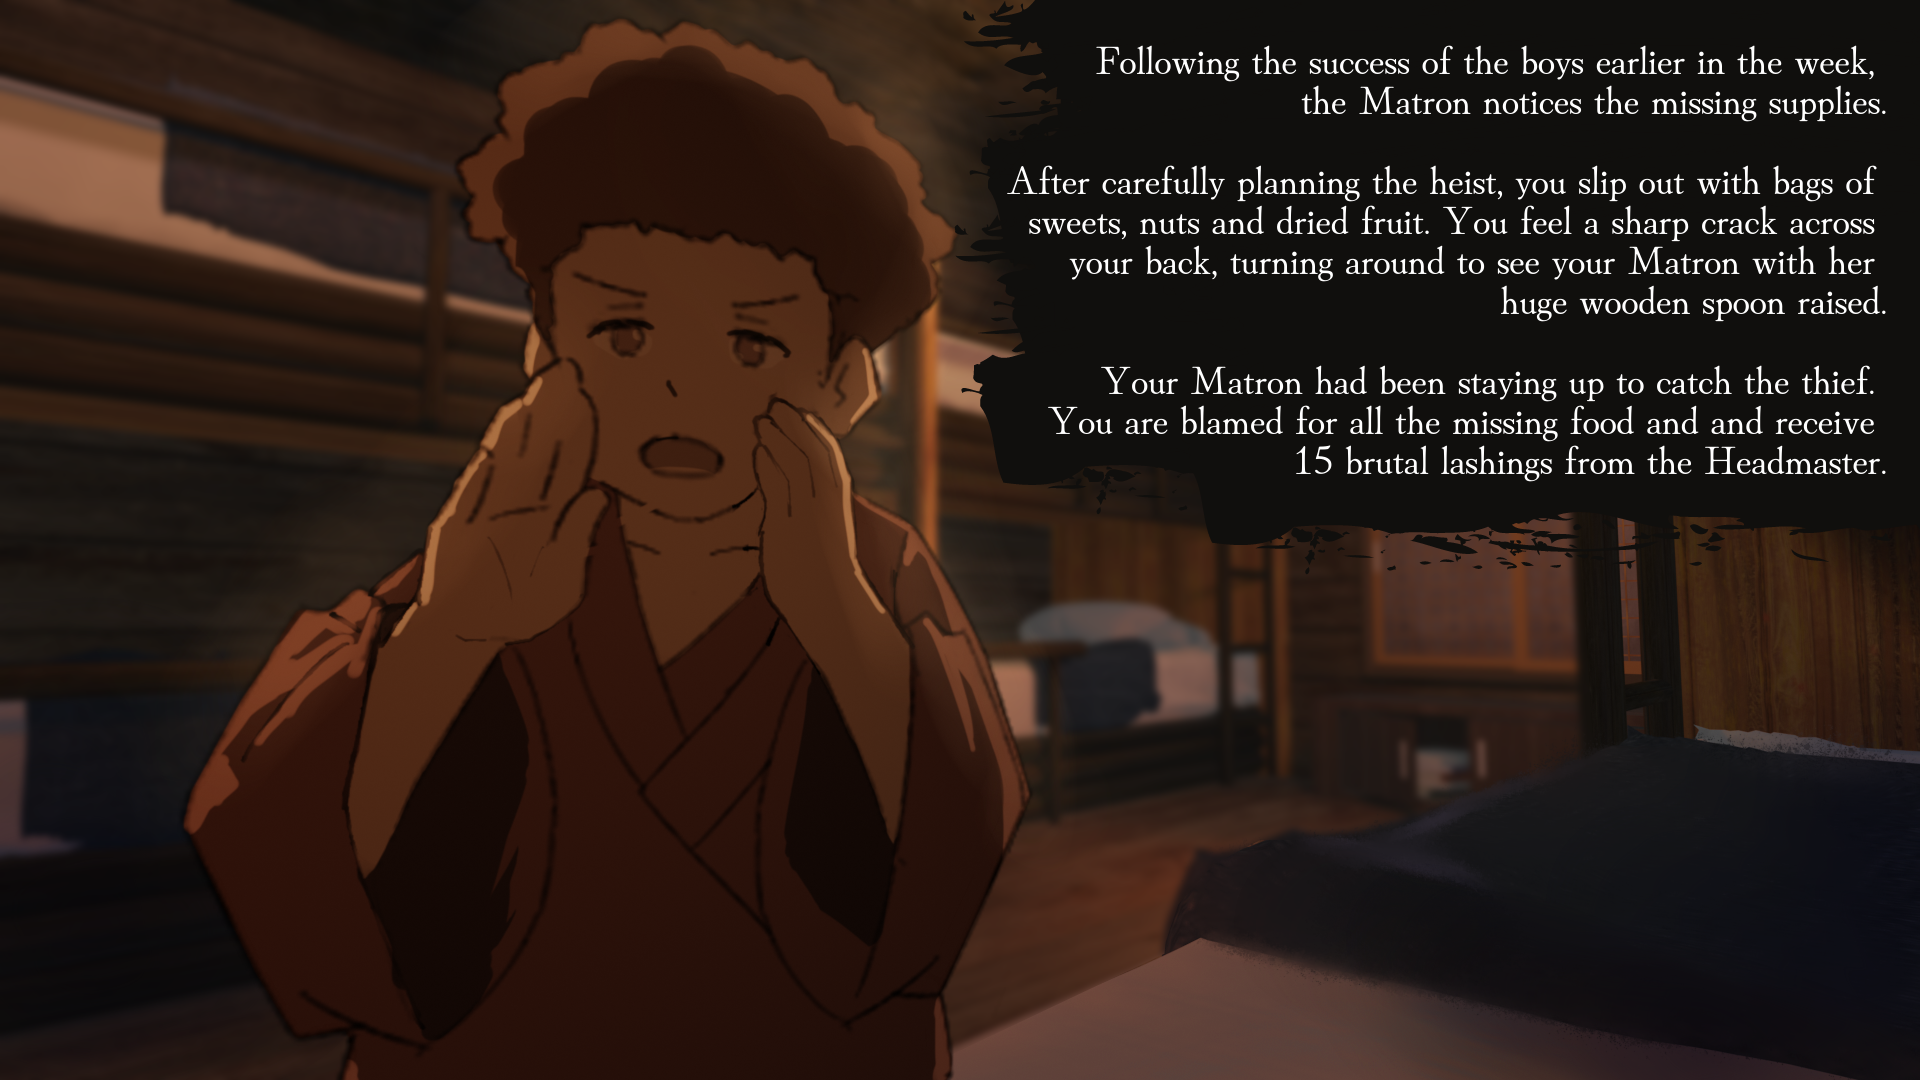 Following the success of the boys earlier in the week,
the Matron notices the missing supplies.
After carefully planning the heist, you slip out with bags of
sweets, nuts and dried fruit. You feel a sharp crack across
your back, turning around to see your Matron with her
huge wooden spoon raised.
Your Matron had been staying up to catch the thief.
You are blamed for all the missing food and and receive
15 brutal lashings from the Headmaster.